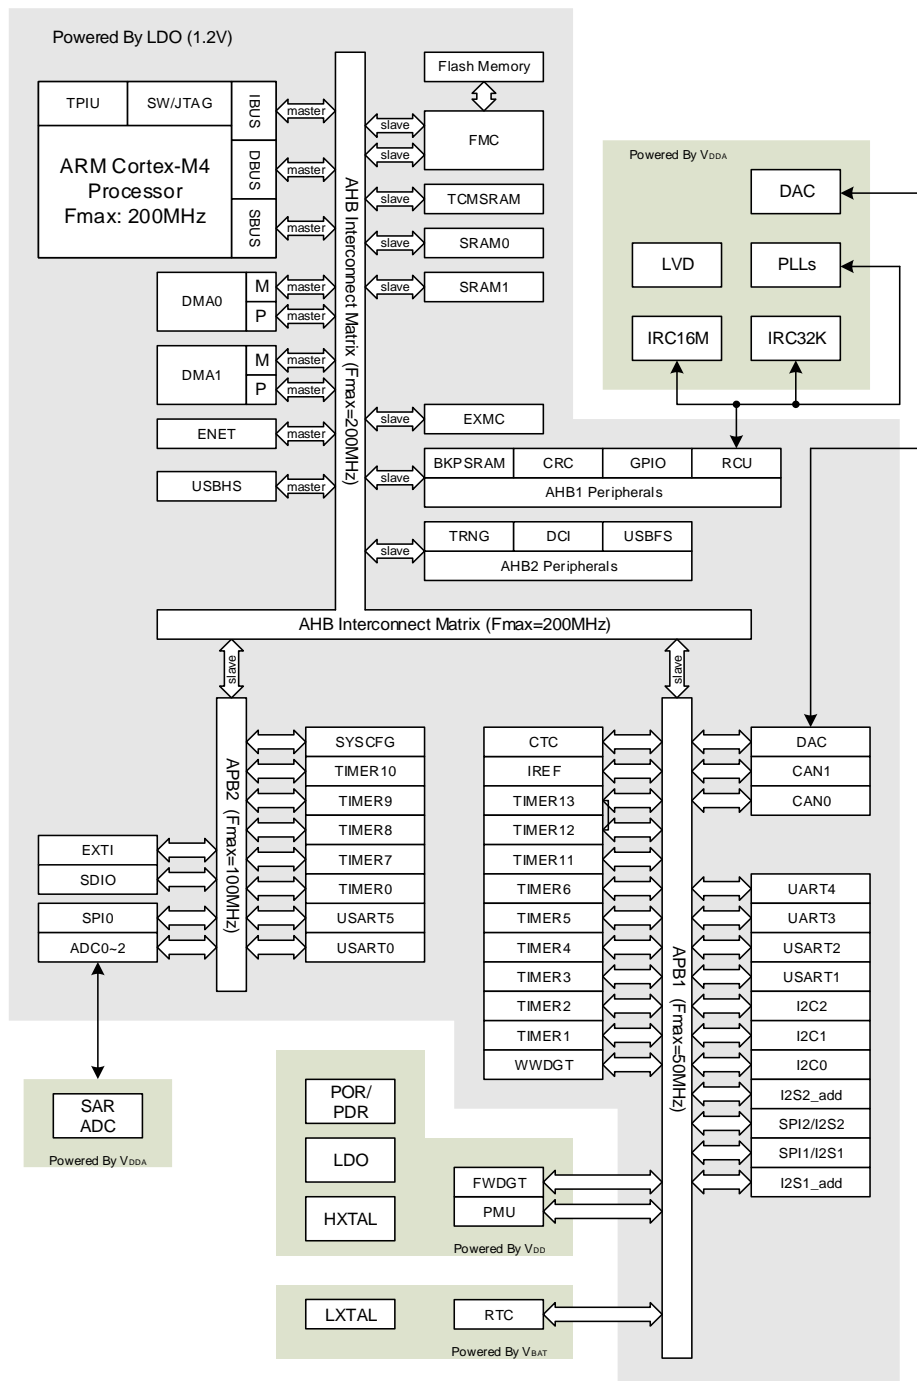 Powered By LDO (1.2V)
TPIU
SW/JTAG
IBUS
DBUS
SBUS
ARM Cortex-M4
Processor
Fmax: 200MHz
master
master
master
DMA0
M
P
master
master
DMA1
M
P
master
master
ENET
master
USBHS
master
AHB Interconnect Matrix (Fmax=200MHz)
Flash Memory
slave
slave
FMC
slave
TCMSRAM
slave
SRAM0
slave
SRAM1
slave
EXMC
slave
BKPSRAM
CRC
GPIO
RCU
AHB1 Peripherals
slave
TRNG
DCI
USBFS
AHB2 Peripherals
Powered By VDDA
DAC
LVD
PLLs
IRC16M
IRC32K
AHB Interconnect Matrix (Fmax=200MHz)
slave
slave
APB2 (Fmax=100MHz)
SYSCFG
TIMER10
TIMER9
TIMER8
TIMER7
TIMER0
USART5
USART0
EXTI
SDIO
SPI0
ADC0~2
SAR
ADC
Powered By VDDA
CTC
IREF
TIMER13
TIMER12
TIMER11
TIMER6
TIMER5
TIMER4
TIMER3
TIMER2
TIMER1
WWDGT
APB1 (Fmax=50MHz)
DAC
CAN1
CAN0
UART4
UART3
USART2
USART1
I2C2
I2C1
I2C0
I2S2_add
SPI2/I2S2
SPI1/I2S1
I2S1_add
POR/
PDR
LDO
HXTAL
FWDGT
PMU
Powered By VDD
LXTAL
RTC
Powered By VBAT